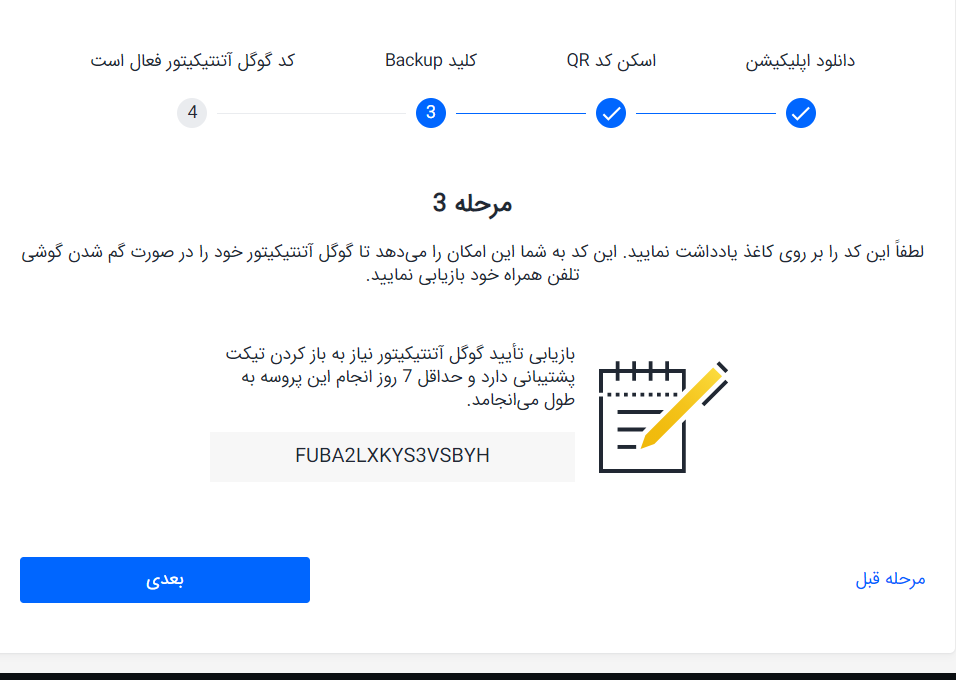 دانلود اپلیکیشن
اسکن کد QR
کلید Backup
کد گوگل آتنتیکیتور فعال است
3
4
مرحله 3
لطفاً این کد را بر روی کاغذ یادداشت نمایید. این کد به شما این امکان را می‌دهد تا گوگل آتنتیکیتور خود را در صورت گم شدن گوشی
تلفن همراه خود بازیابی نمایید.
بازیابی تأیید گوگل آتنتیکیتور نیاز به باز کردن تیکت
پشتیبانی دارد و حداقل 7 روز انجام این پروسه به
طول می‌انجامد.
FUBA2LXKYS3VSBYH
مرحله قبل
بعدی